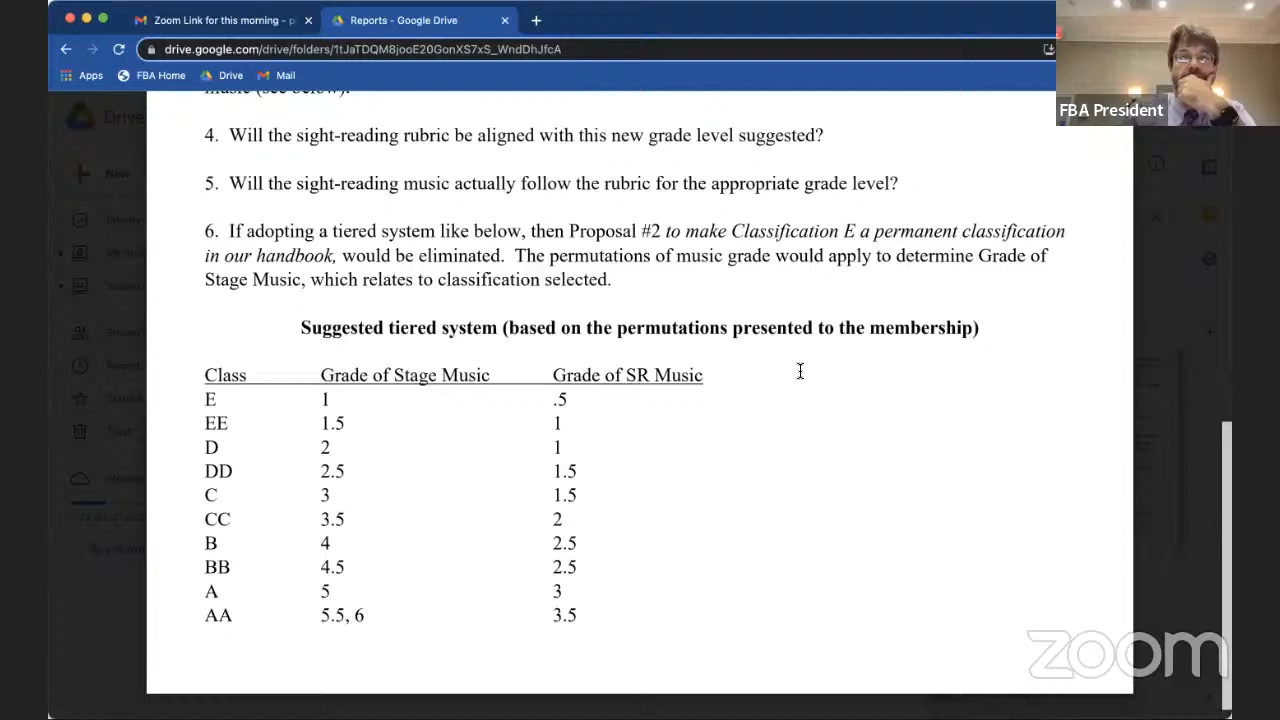 Zoom Link for this morning - p
Reports - Google Drive
drive.google.com/drive/folders/1tJaTDQM8jooE20GonXS7xS_WndDhJfcA
Apps FBA Home Drive Mail
FBA President
Drive
New
music (see below).
4. Will the sight-reading rubric be aligned with this new grade level suggested?
5. Will the sight-reading music actually follow the rubric for the appropriate grade level?
6. If adopting a tiered system like below, then Proposal #2 to make Classification E a permanent classification
in our handbook, would be eliminated. The permutations of music grade would apply to determine Grade of
Stage Music, which relates to classification selected.
Suggested tiered system (based on the permutations presented to the membership)
Class Grade of Stage Music Grade of SR Music
E 1 .5
EE 1.5 1
D 2 1
DD 2.5 1.5
C 3 1.5
CC 3.5 2
B 4 2.5
BB 4.5 2.5
A 5 3
AA 5.5, 6 3.5
zoom